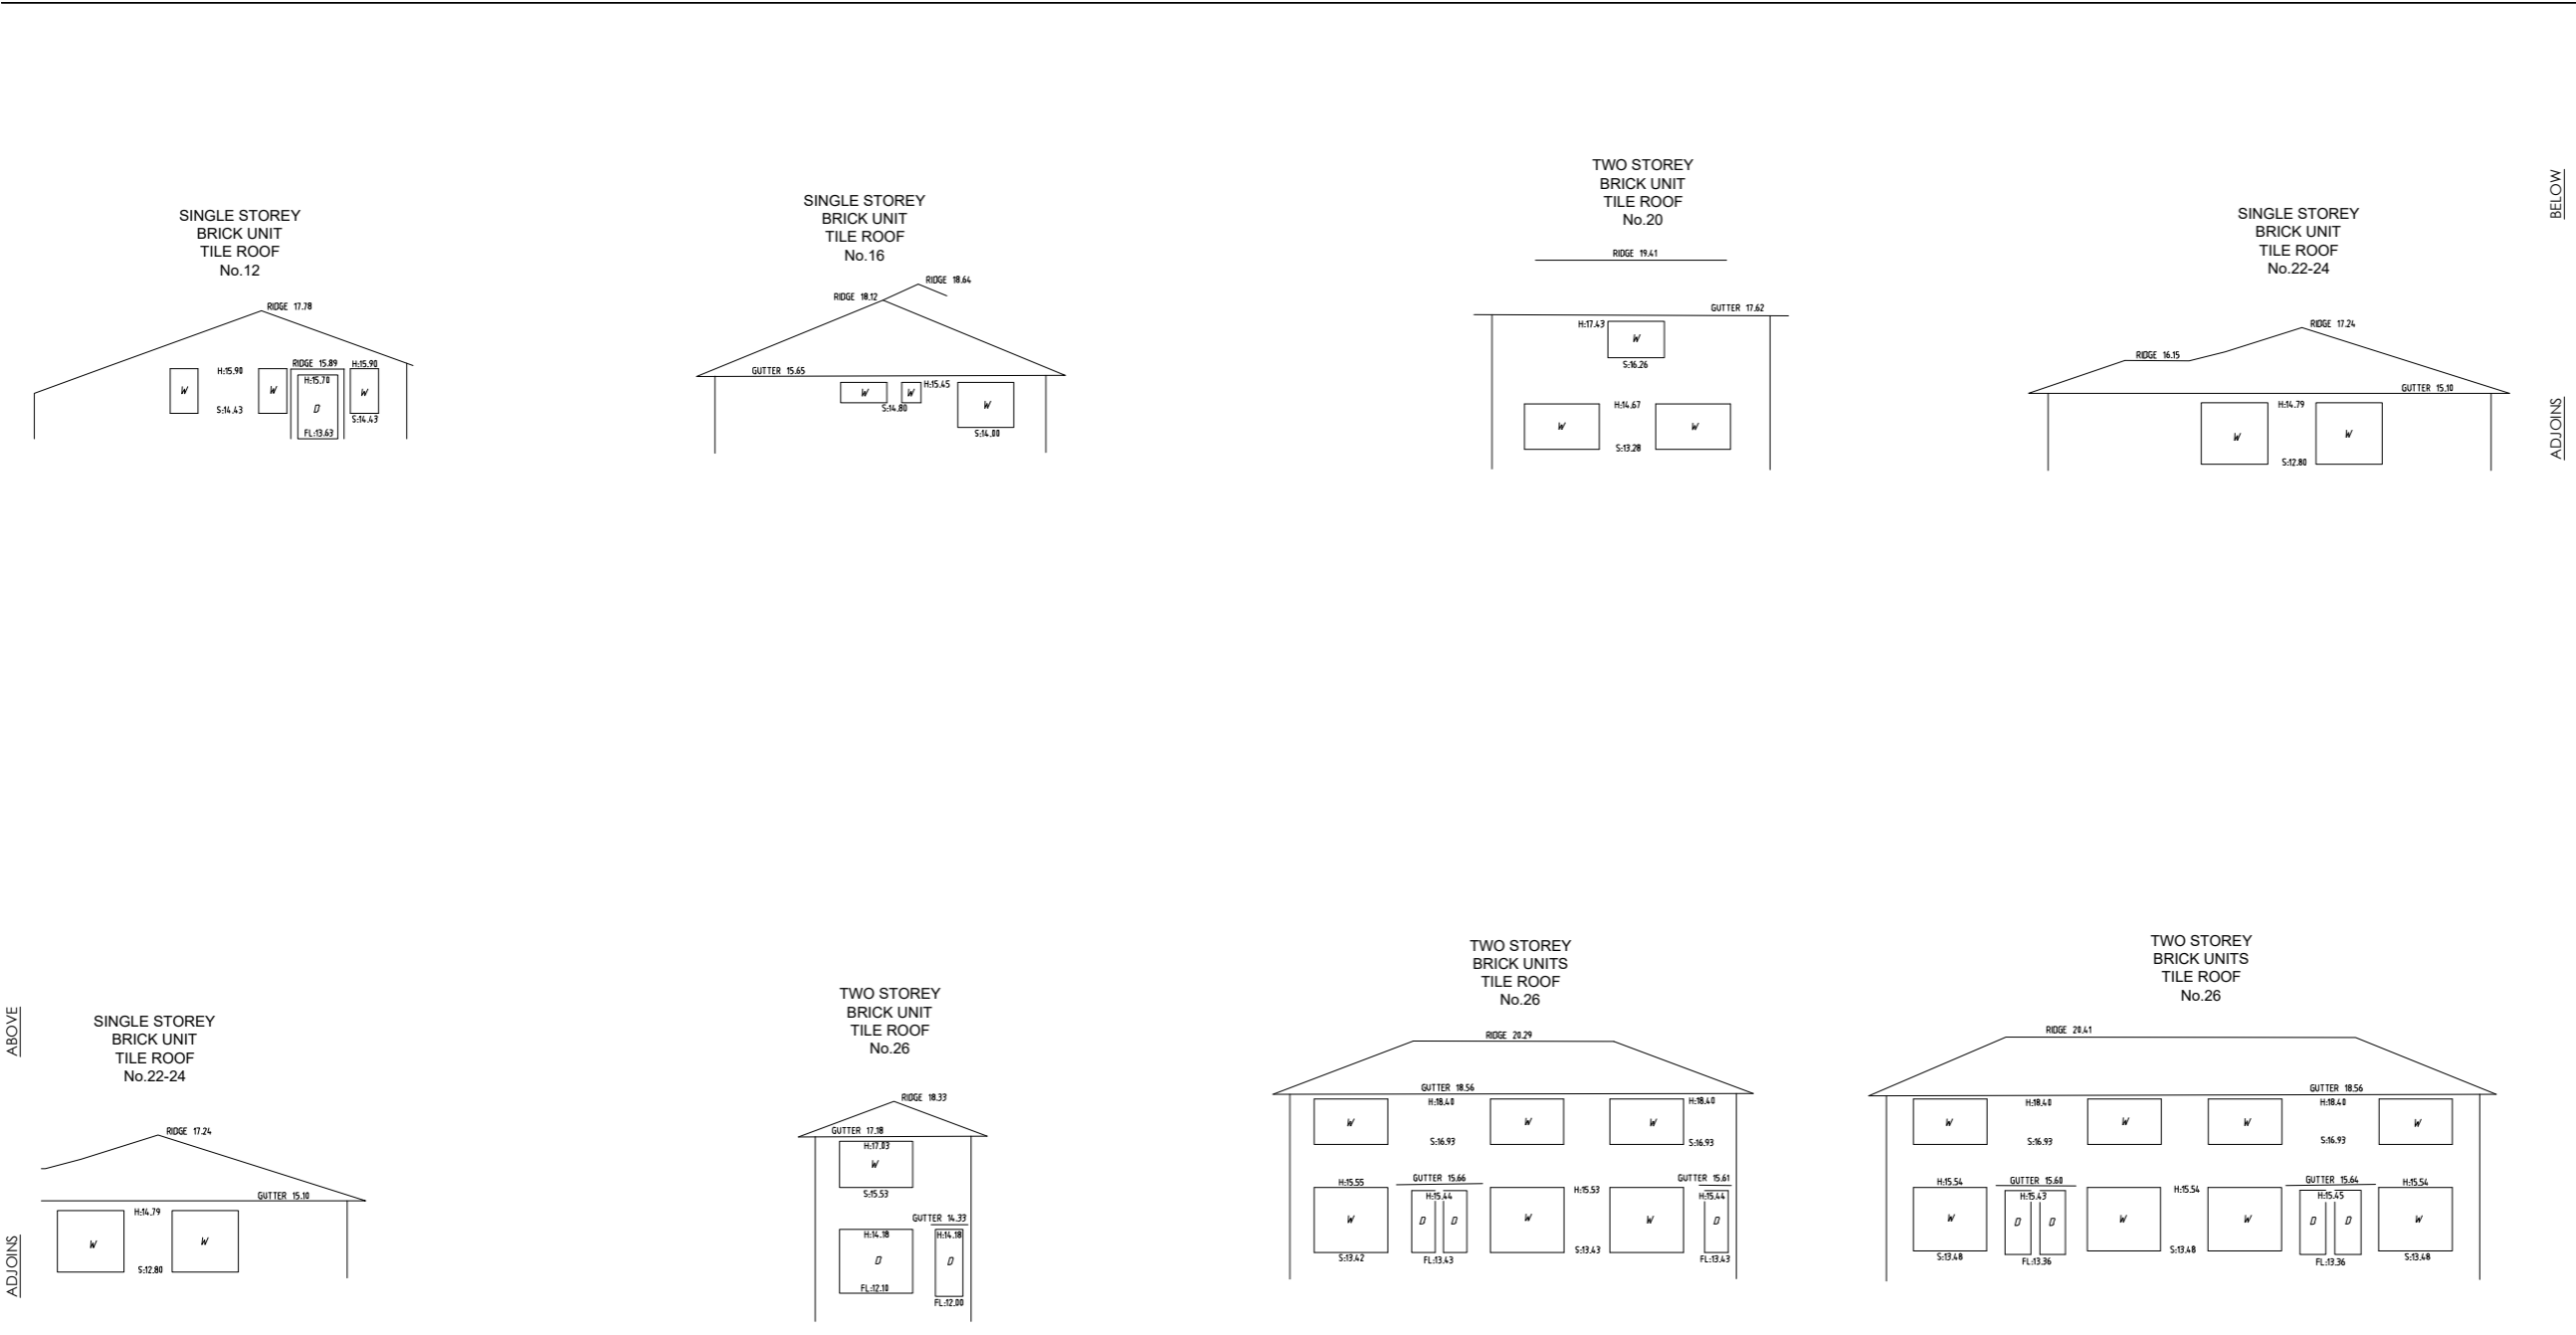 SINGLE STOREY
BRICK UNIT
TILE ROOF
No.12
RIDGE 17.78
RIDGE 15.89
H:15.90
H:15.90
H:15.70
W
W
D
W
S:14.43
S:14.43
FL:13.63
SINGLE STOREY
BRICK UNIT
TILE ROOF
No.16
RIDGE 18.64
RIDGE 18.12
GUTTER 15.65
H:15.45
W
W
W
S:14.80
S:14.00
TWO STOREY
BRICK UNIT
TILE ROOF
No.20
RIDGE 19.41
GUTTER 17.62
H:17.43
W
S:16.26
H:14.67
W
W
S:13.28
SINGLE STOREY
BRICK UNIT
TILE ROOF
No.22-24
RIDGE 17.24
RIDGE 16.15
GUTTER 15.10
H:14.79
W
W
S:12.80
BELOW
ADJOINS
ABOVE
ADJOINS
SINGLE STOREY
BRICK UNIT
TILE ROOF
No.22-24
RIDGE 17.24
GUTTER 15.10
H:14.79
W
W
S:12.80
TWO STOREY
BRICK UNIT
TILE ROOF
No.26
RIDGE 18.33
GUTTER 17.18
H:17.03
W
S:15.53
GUTTER 14.33
H:14.18
H:14.18
D
D
FL:12.10
FL:12.00
TWO STOREY
BRICK UNITS
TILE ROOF
No.26
RIDGE 20.29
GUTTER 18.56
H:18.40
H:18.40
W
W
W
S:16.93
S:16.93
GUTTER 15.66
GUTTER 15.61
H:15.55
H:15.44
H:15.53
H:15.44
W
D
D
W
W
D
S:13.42
FL:13.43
S:13.43
FL:13.43
TWO STOREY
BRICK UNITS
TILE ROOF
No.26
RIDGE 20.41
GUTTER 18.56
H:18.40
H:18.40
W
W
W
W
S:16.93
S:16.93
H:15.54
GUTTER 15.60
GUTTER 15.64
H:15.54
H:15.43
H:15.54
H:15.45
W
D
D
W
W
D
D
W
S:13.48
FL:13.36
S:13.48
FL:13.36
S:13.48